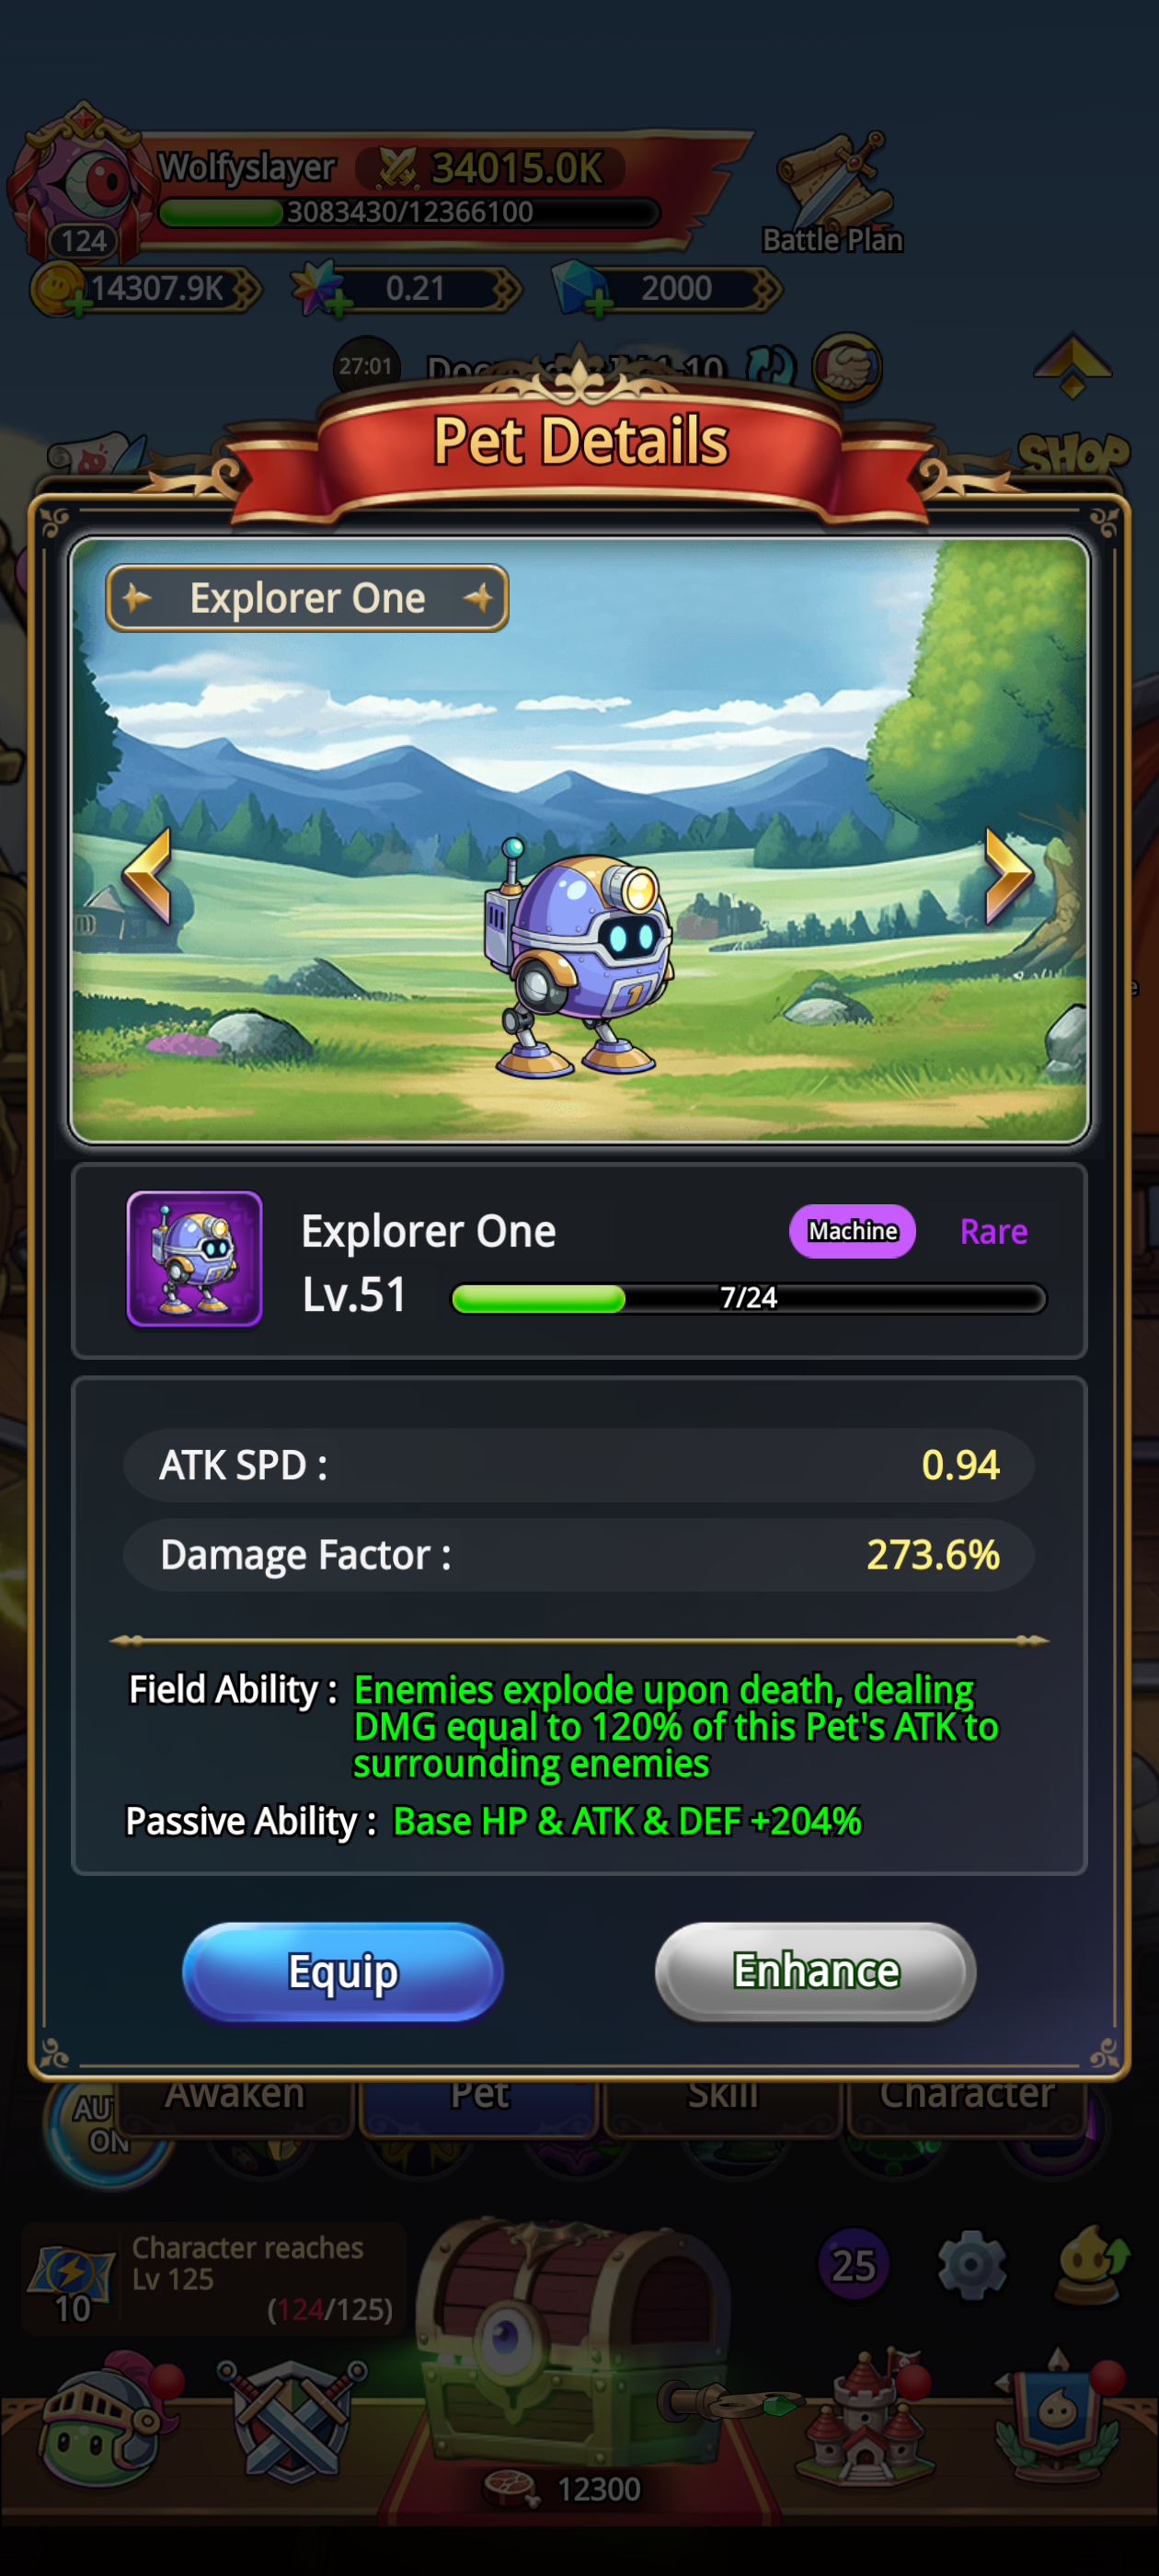 Wolfyslayer
34015.0K
3083430/12366100
124
Battle Plan
14307.9K
0.21
2000
27:01
SHOP
Pet Details
Explorer One
1
Explorer One
Machine
Rare
Lv.51
7/24
ATK SPD :
0.94
Damage Factor :
273.6%
Field Ability : Enemies explode upon death, dealing
DMG equal to 120% of this Pet's ATK to
surrounding enemies
Passive Ability : Base HP & ATK & DEF +204%
Equip
Enhance
Awaken
Pet
Skill
Character
ON
Character reaches
Lv 125
(124/125)
10
25
12300